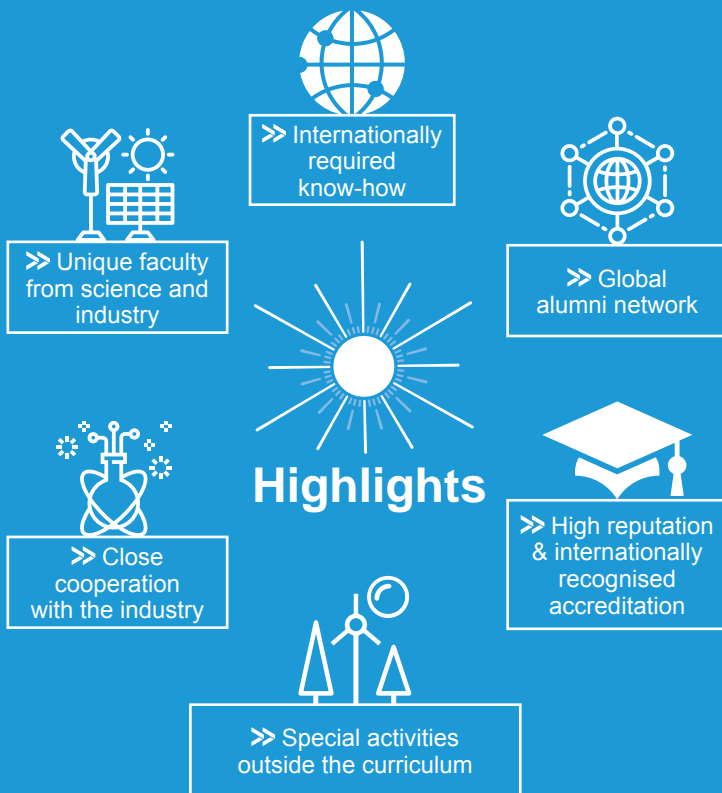 » Internationally
required
know-how
» Unique faculty
from science and
industry
» Global
alumni network
Highlights
» Close
cooperation
with the industry
» High reputation
& internationally
recognised
accreditation
» Special activities
outside the curriculum